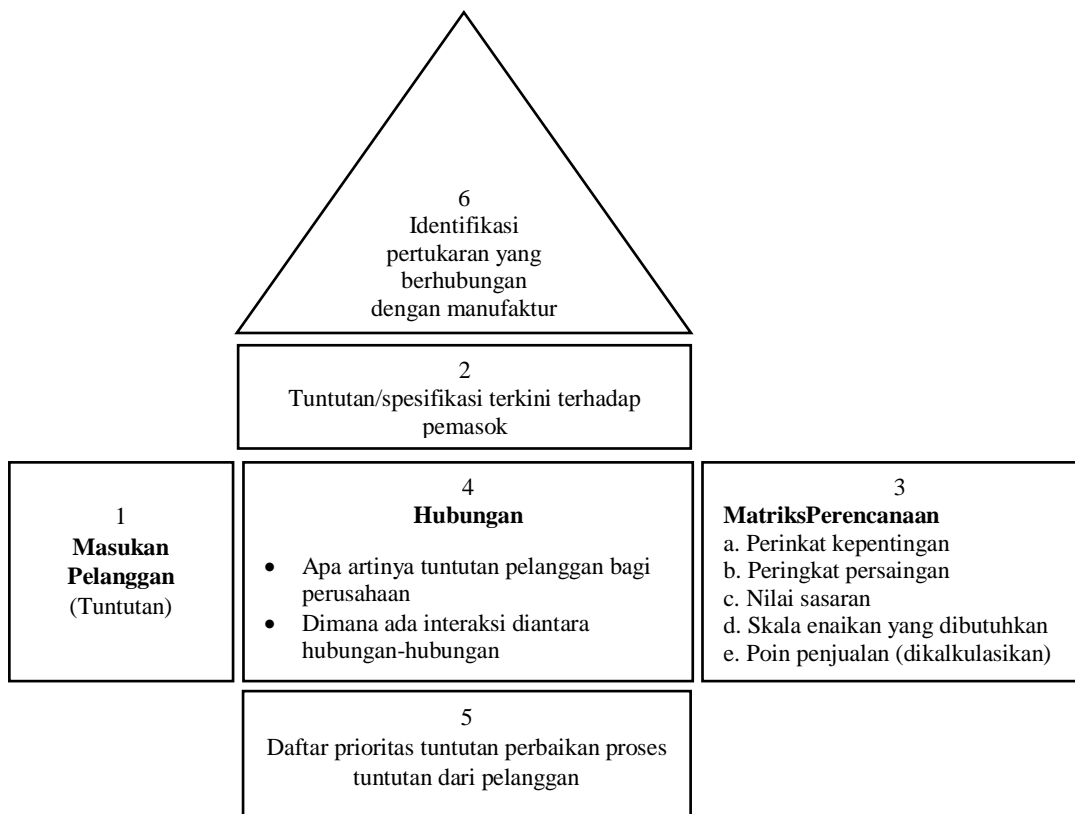 6
Identifikasi
pertukaran yang
berhubungan
dengan manufaktur
2
Tuntutan/spesifikasi terkini terhadap
pemasok
1
Masukan
Pelanggan
(Tuntutan)
4
Hubungan
• Apa artinya tuntutan pelanggan bagi
perusahaan
• Dimana ada interaksi diantara
hubungan-hubungan
3
MatriksPerencanaan
a. Perinkat kepentingan
b. Peringkat persaingan
c. Nilai sasaran
d. Skala enaikan yang dibutuhkan
e. Poin penjualan (dikalkulasikan)
5
Daftar prioritas tuntutan perbaikan proses
tuntutan dari pelanggan